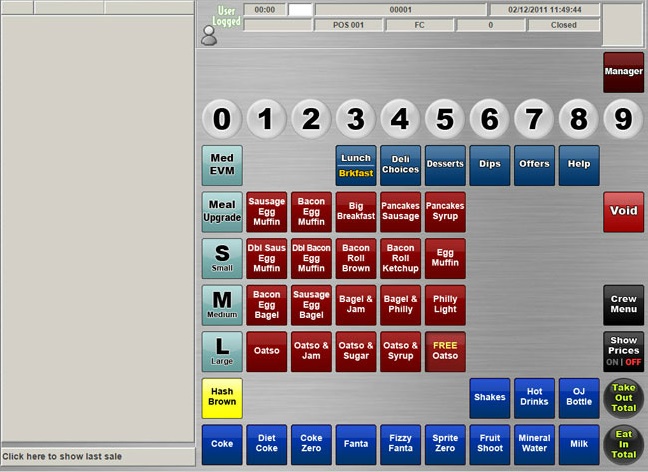 User
Logged
00:00
00001
02/12/2011 11:49:44
POS 001
FC
0
Closed
Manager
0 1 2 3 4 5 6 7 8 9
Med
EVM
Lunch
Brkfast
Deli
Choices
Desserts
Dips
Offers
Help
Meal
Upgrade
Sausage
Egg
Muffin
Bacon
Egg
Muffin
Big
Breakfast
Pancakes
Sausage
Pancakes
Syrup
Void
S
Small
Dbl Saus
Egg
Muffin
Dbl Bacon
Egg
Muffin
Bacon
Roll
Brown
Bacon
Roll
Ketchup
Egg
Muffin
M
Medium
Bacon
Egg
Bagel
Sausage
Egg
Bagel
Bagel &
Jam
Bagel &
Philly
Philly
Light
Crew
Menu
L
Large
Oatso
Oatso &
Jam
Oatso &
Sugar
Oatso &
Syrup
FREE
Oatso
Show
Prices
ON | OFF
Hash
Brown
Shakes
Hot
Drinks
OJ
Bottle
Take
Out
Total
Coke
Diet
Coke
Coke
Zero
Fanta
Fizzy
Fanta
Sprite
Zero
Fruit
Shoot
Mineral
Water
Milk
Eat
In
Total
Click here to show last sale